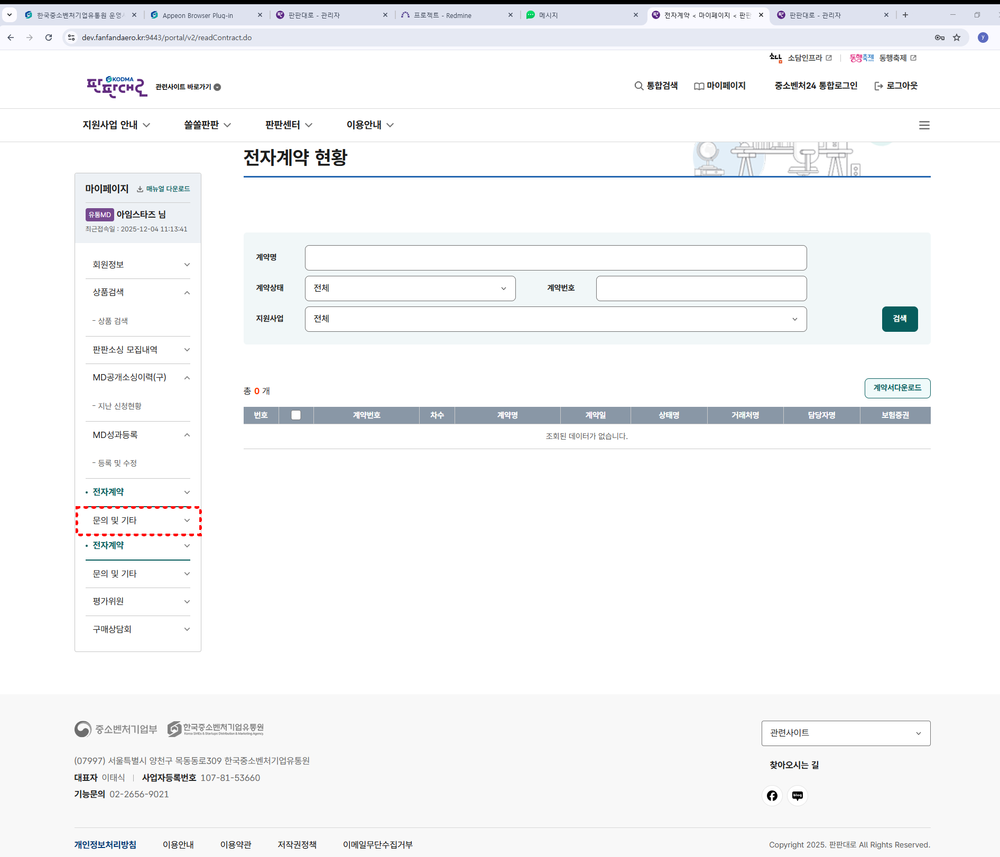 한국중소벤처기업유통원 운영
Appeon Browser Plug-in
판판대로 - 관리자
프로젝트 - Redmine
메시지
전자계약 < 마이페이지 < 판판
판판대로 - 관리자
dev.fanfandaero.kr:9443/portal/v2/readContract.do
y
소담 소담인프라
동행축제 동행축제
KODMA
판판대로
관련사이트 바로가기
통합검색
마이페이지
중소벤처24 통합로그인
로그아웃
지원사업 안내
쏠쏠판판
판판센터
이용안내
전자계약 현황
마이페이지
매뉴얼 다운로드
유통MD 아임스타즈 님
최근접속일 : 2025-12-04 11:13:41
회원정보
상품검색
- 상품 검색
판판소싱 모집내역
MD공개소싱이력(구)
- 지난 신청현황
MD성과등록
- 등록 및 수정
전자계약
문의 및 기타
전자계약
문의 및 기타
평가위원
구매상담회
계약명
계약상태 전체 계약번호
지원사업 전체 검색
총 0 개
계약서다운로드
번호 계약번호 차수 계약명 계약일 상태명 거래처명 담당자명 보험증권
조회된 데이터가 없습니다.
중소벤처기업부
한국중소벤처기업유통원
Korea SMEs & Startups Distribution & Marketing Agency
관련사이트
(07997) 서울특별시 양천구 목동동로309 한국중소벤처기업유통원
대표자 이태식 | 사업자등록번호 107-81-53660
기능문의 02-2656-9021
찾아오시는 길
blog
개인정보처리방침
이용안내
이용약관
저작권정책
이메일무단수집거부
Copyright 2025. 판판대로 All Rights Reserved.